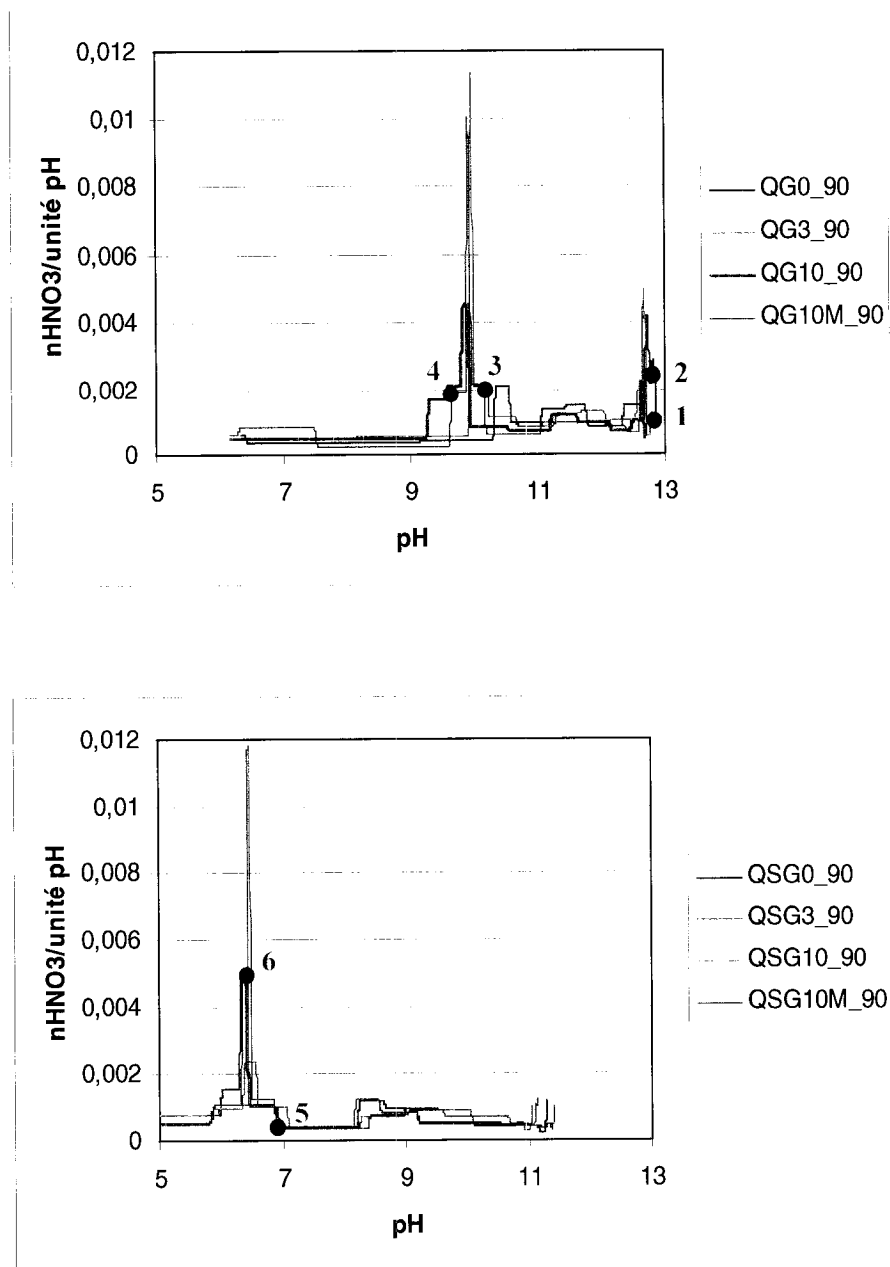 0,012
0,01
0,008
0,006
0,004
0,002
0
nHNO3/unité pH
4
3
2
1
5 7 9 11 13
pH
QG0_90
QG3_90
QG10_90
QG10M_90
0,012
0,01
0,008
0,006
0,004
0,002
0
nHNO3/unité pH
6
5
5 7 9 11 13
pH
QSG0_90
QSG3_90
QSG10_90
QSG10M_90